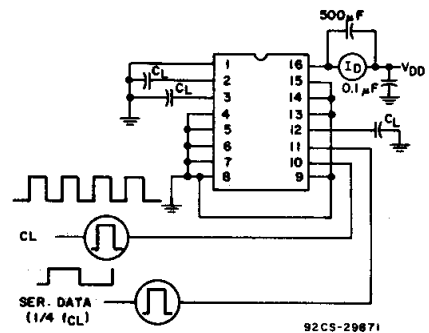 500μF
CL
CL
1
2
3
4
5
6
7
8
16
15
14
13
12
11
10
9
ID
VDD
0.1μF
CL
CL
SER. DATA
(1/4 fCL)
92CS-29671